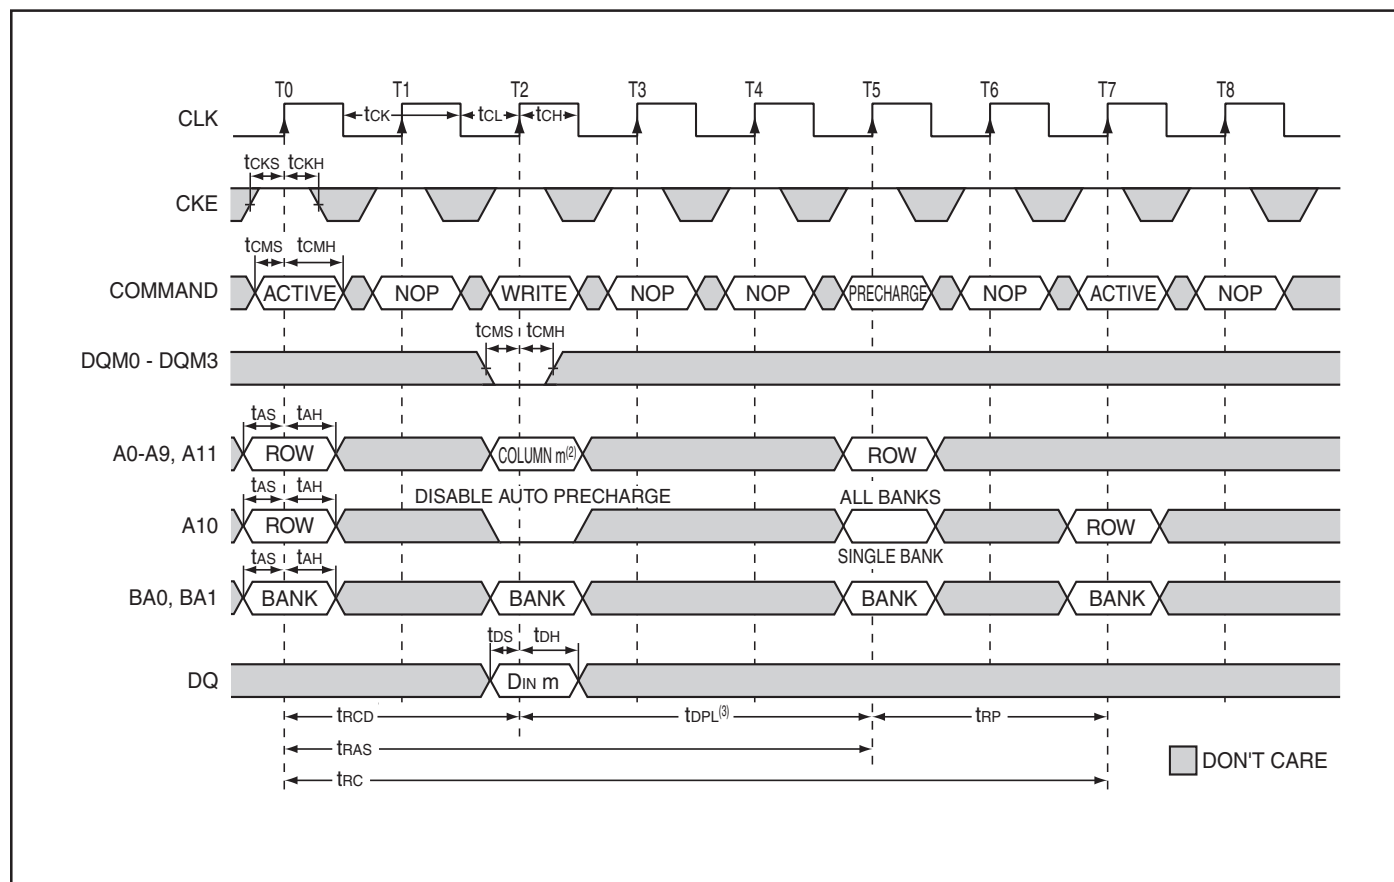 T0 T1 T2 T3 T4 T5 T6 T7 T8
CLK tCK tCL tCH
tCKS tCKH
CKE
tCMS tCMH
COMMAND ACTIVE NOP WRITE NOP NOP PRECHARGE NOP ACTIVE NOP
tCMS tCMH
DQM0 - DQM3
tAS tAH
A0-A9, A11 ROW COLUMN m(2) ROW
tAS tAH DISABLE AUTO PRECHARGE ALL BANKS
A10 ROW ROW
tAS tAH SINGLE BANK
BA0, BA1 BANK BANK BANK BANK
tDS tDH
DQ DIN m
tRCD tDPL(3) tRP
tRAS
DON'T CARE
tRC